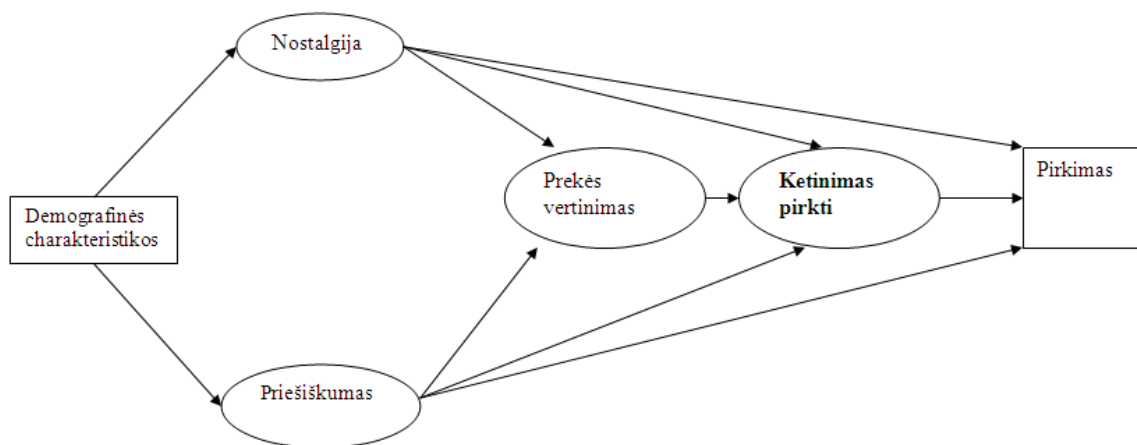 Nostalgija
Prekės
vertinimas
Ketinimas
pirkti
Pirkimas
Demografinės
charakteristikos
Priešiškumas